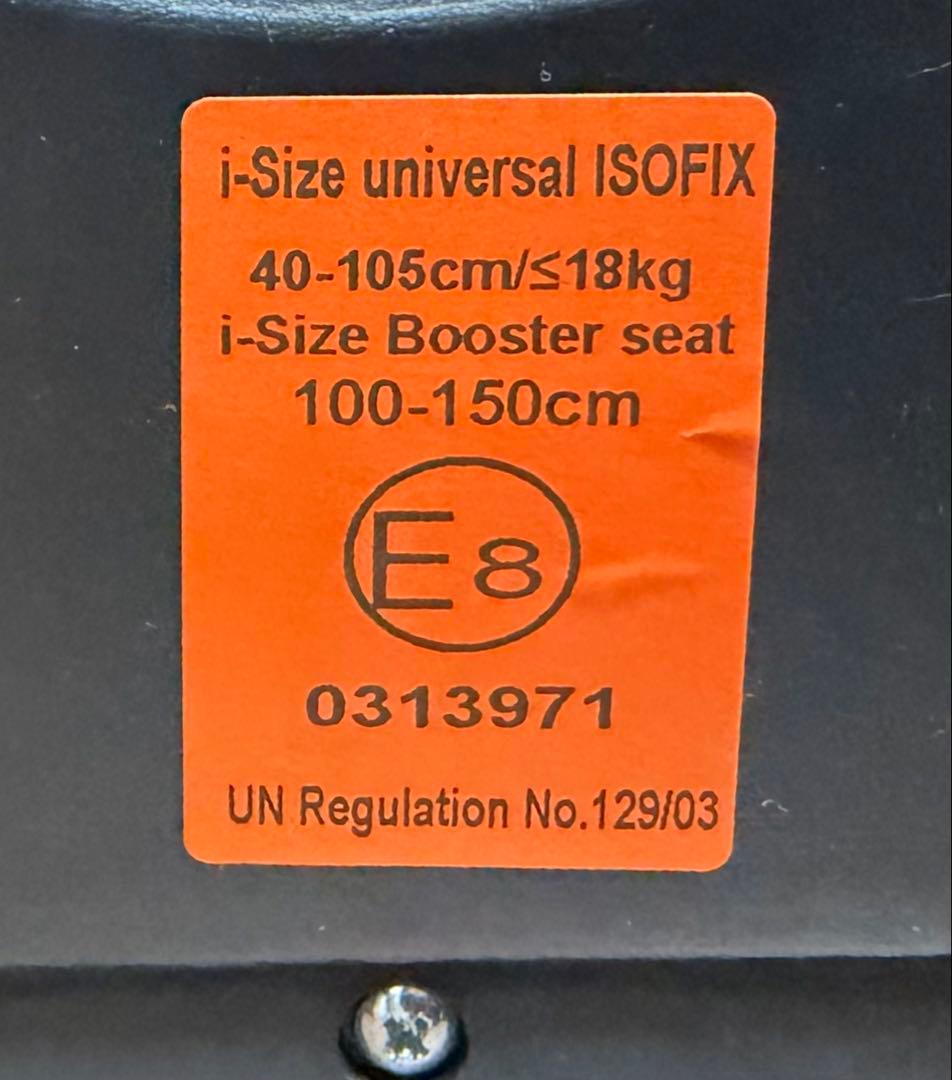 i-Size universal ISOFIX
40-105cm/≤18kg
i-Size Booster seat
100-150cm
E8
0313971
UN Regulation No.129/03